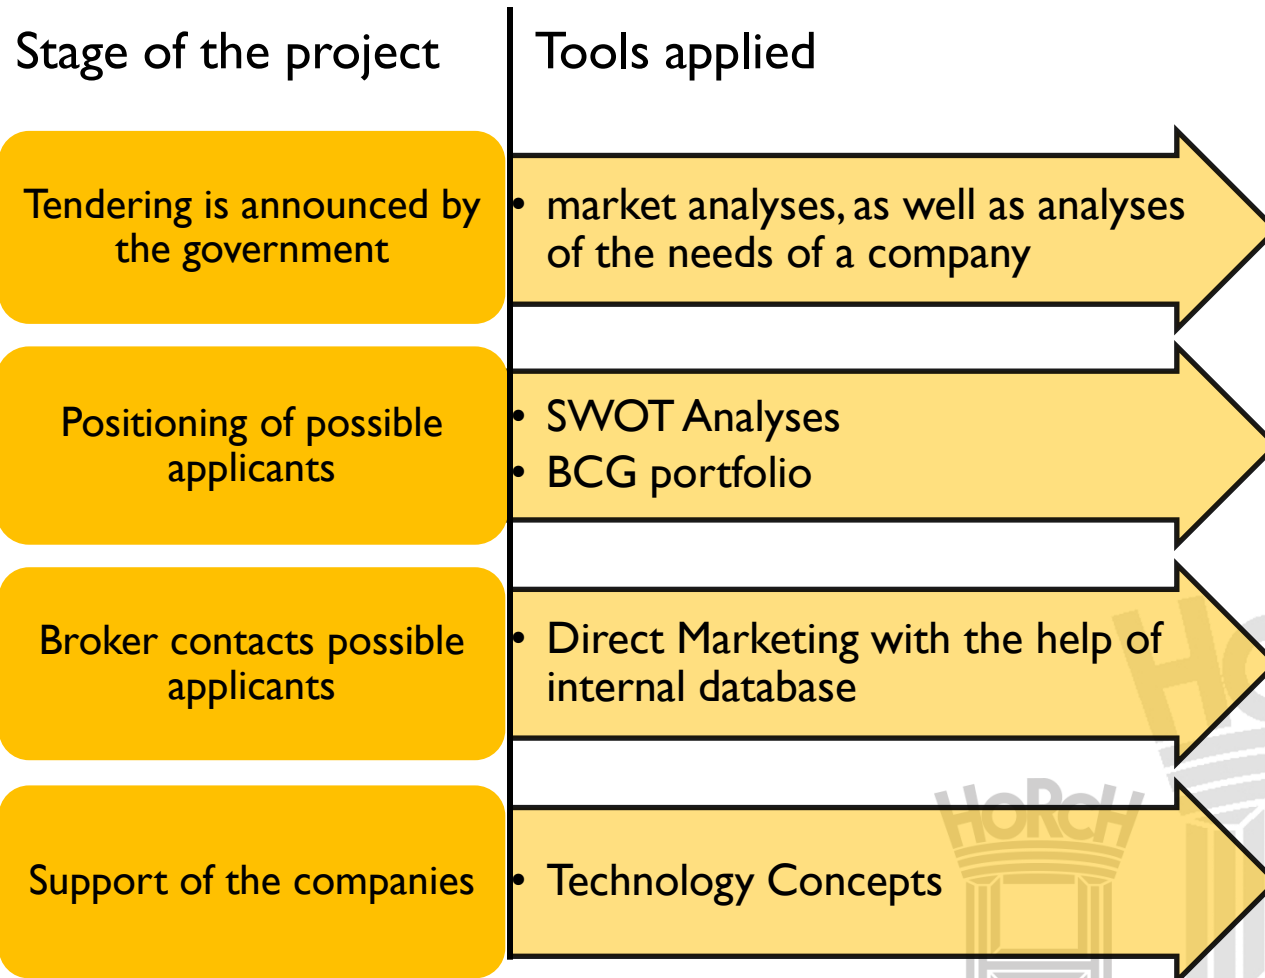 Stage of the project
Tools applied
Tendering is announced by
the government
• market analyses, as well as analyses
of the needs of a company
Positioning of possible
applicants
• SWOT Analyses
• BCG portfolio
Broker contacts possible
applicants
• Direct Marketing with the help of
internal database
Support of the companies
• Technology Concepts
HORCH
HORCH